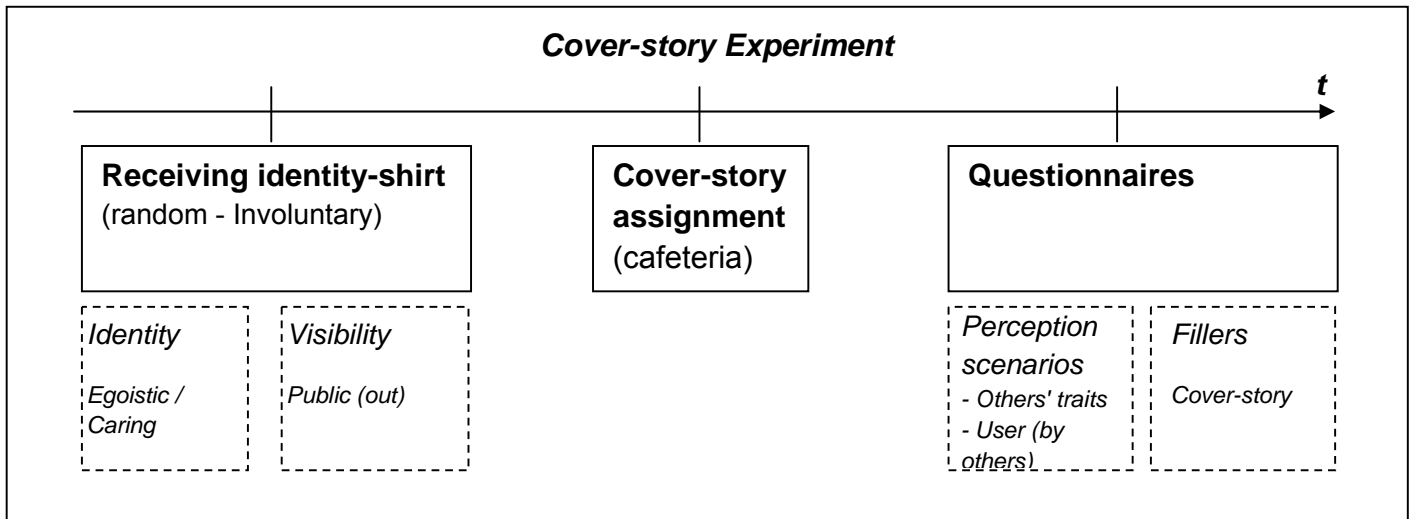 Cover-story Experiment
t
Receiving identity-shirt
(random - Involuntary)
Cover-story
assignment
(cafeteria)
Questionnaires
Identity
Egoistic /
Caring
Visibility
Public (out)
Perception
scenarios
- Others' traits
- User (by
others)
Fillers
Cover-story